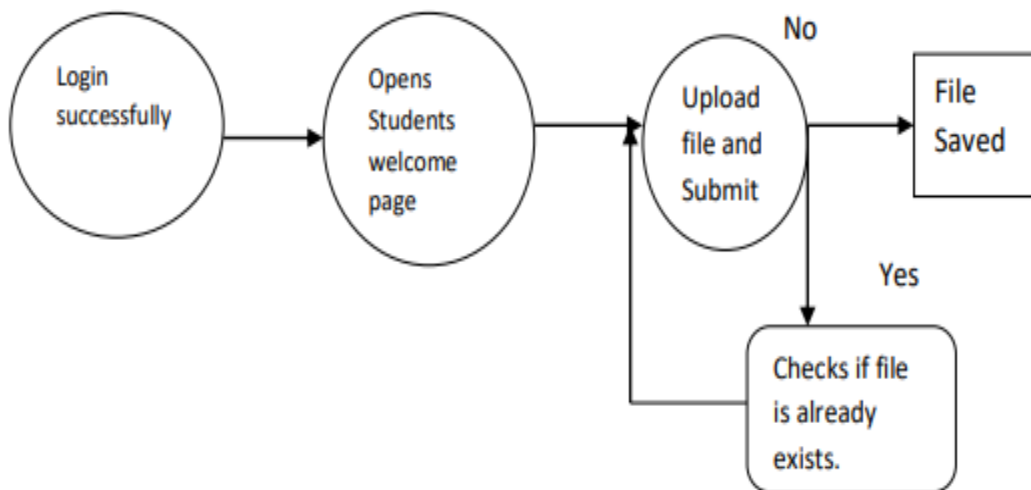 Login
successfully
Opens
Students
welcome
page
Upload
file and
Submit
No
File
Saved
Yes
Checks if file
is already
exists.